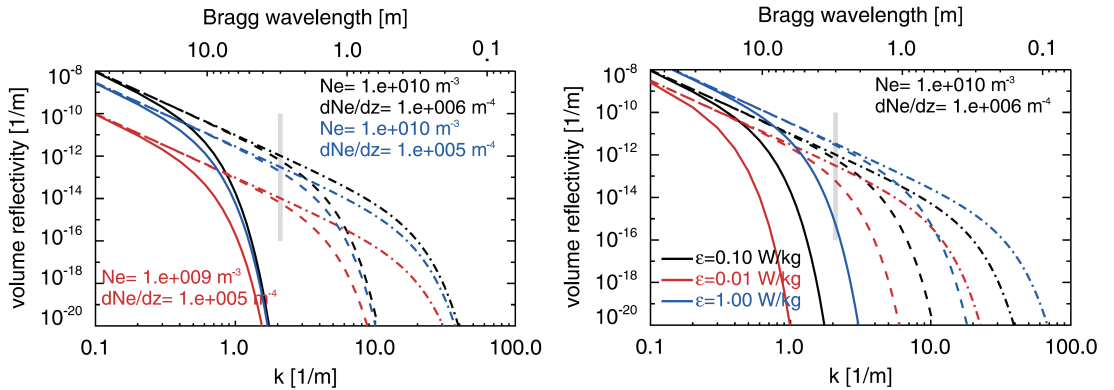 Bragg wavelength [m]
10.0 1.0 0.1
10-8
10-10
10-12
10-14
10-16
10-18
10-20
volume reflectivity [1/m]
Ne= 1.e+010 m-3
dNe/dz= 1.e+006 m-4
Ne= 1.e+010 m-3
dNe/dz= 1.e+005 m-4
Ne= 1.e+009 m-3
dNe/dz= 1.e+005 m-4
0.1 1.0 10.0 100.0
k [1/m]
Bragg wavelength [m]
10.0 1.0 0.1
10-8
10-10
10-12
10-14
10-16
10-18
10-20
volume reflectivity [1/m]
Ne= 1.e+010 m-3
dNe/dz= 1.e+006 m-4
ε=0.10 W/kg
ε=0.01 W/kg
ε=1.00 W/kg
0.1 1.0 10.0 100.0
k [1/m]